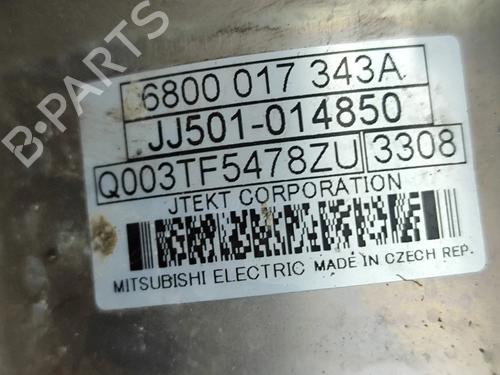 6800 017 343A
JJ501-014850
Q003TF5478ZU 3308
JTEKT CORPORATION
MITSUBISHI ELECTRIC MADE IN CZECH REP.
B-PARTS